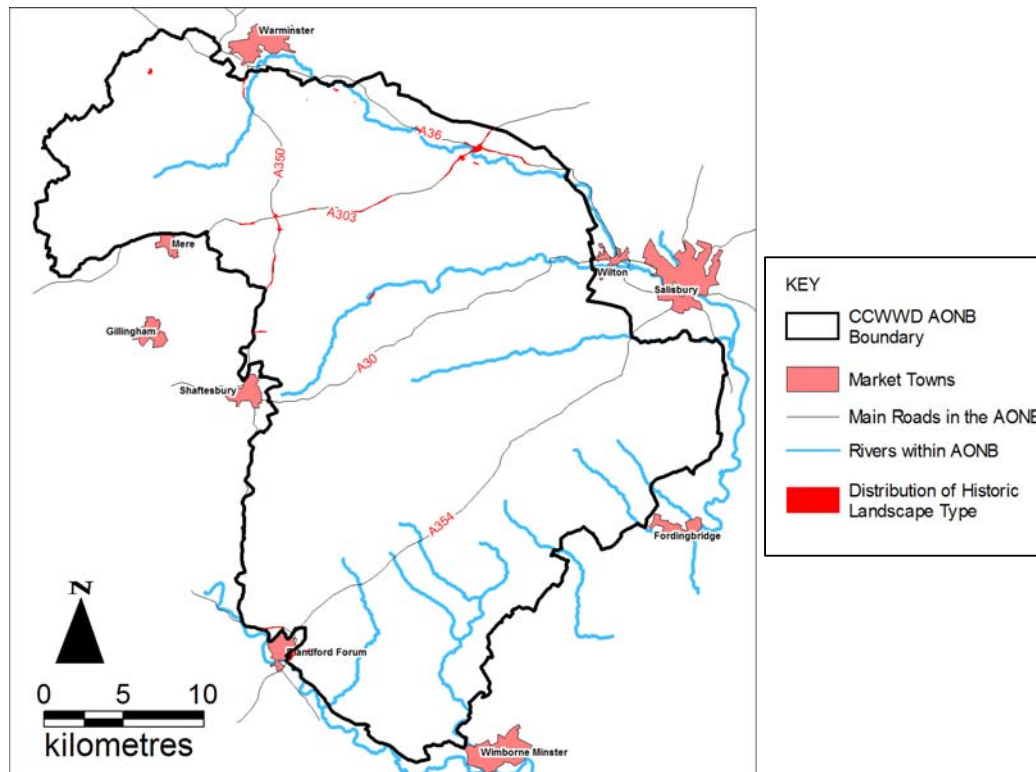 Warminster
A36
A350
A303
Mere
Wilton
Salisbury
Gillingham
A30
Shaftesbury
A354
Fordingbridge
N
Blandford Forum
0 5 10
kilometres
Wimborne Minster
KEY
CCWWD AONB
Boundary
Market Towns
Main Roads in the AONB
Rivers within AONB
Distribution of Historic
Landscape Type